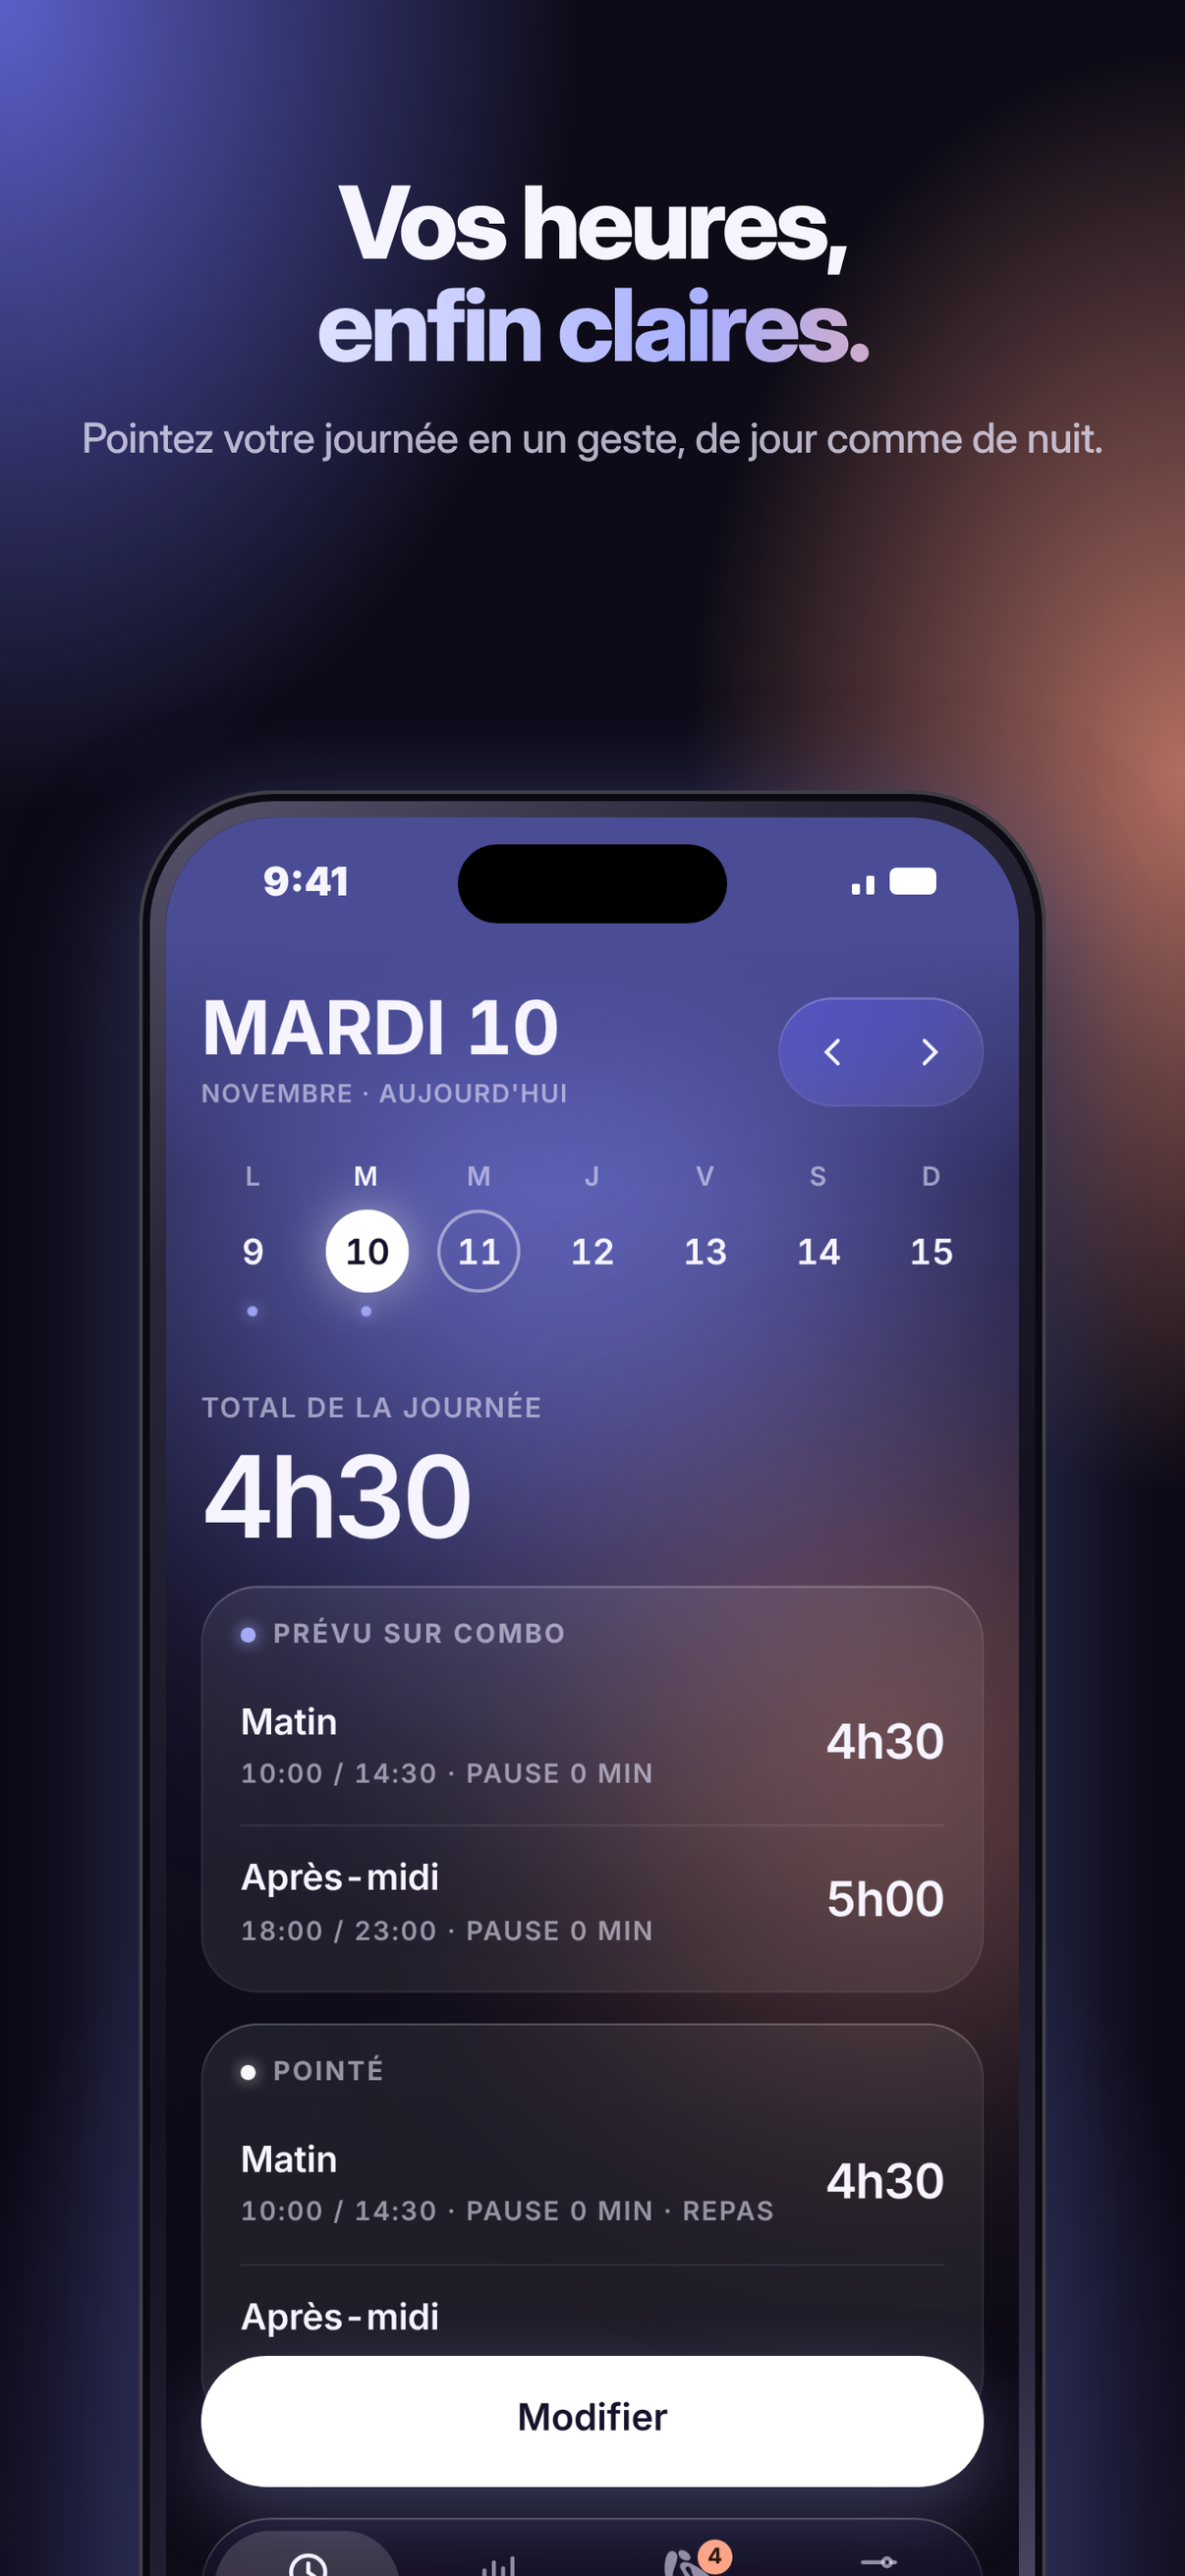 Vos heures,
enfin claires.
Pointez votre journée en un geste, de jour comme de nuit.
9:41
MARDI 10
NOVEMBRE · AUJOURD'HUI
L M M J V S D
9 10 11 12 13 14 15
TOTAL DE LA JOURNÉE
4h30
PRÉVU SUR COMBO
Matin
4h30
10:00 / 14:30 · PAUSE 0 MIN
Après-midi
5h00
18:00 / 23:00 · PAUSE 0 MIN
POINTÉ
Matin
4h30
10:00 / 14:30 · PAUSE 0 MIN · REPAS
Après-midi
Modifier
4